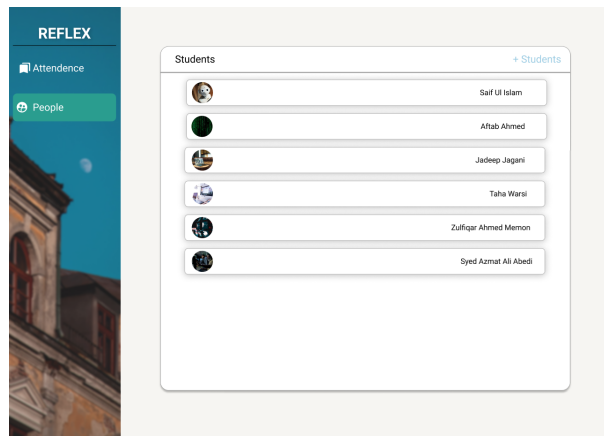 REFLEX
Attendence
People
Students
+ Students
Saif Ul Islam
Aftab Ahmed
Jadeep Jagani
Taha Warsi
Zulfiqar Ahmed Memon
Syed Azmat Ali Abedi